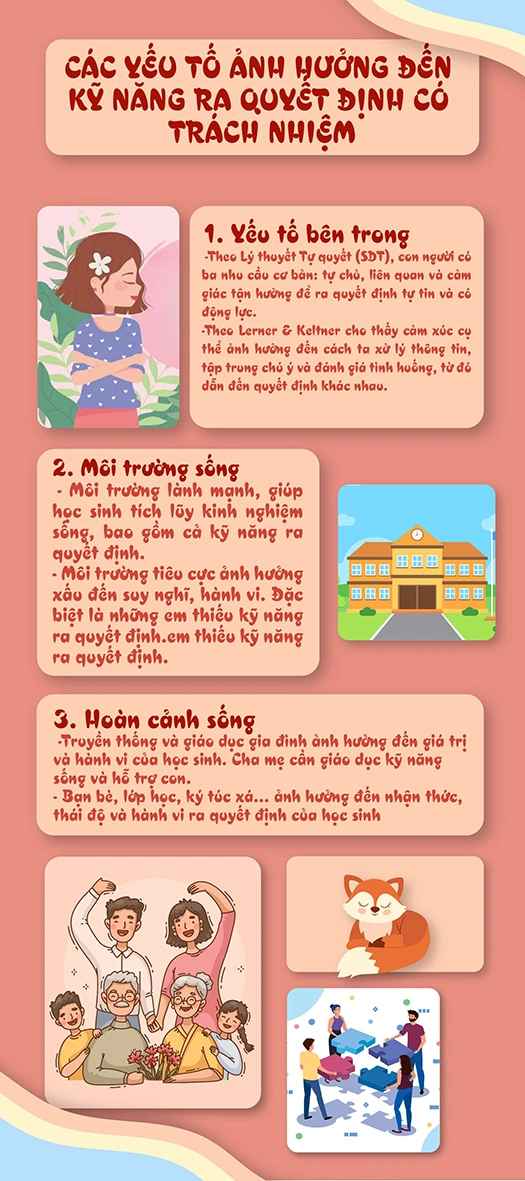 CÁC YẾU TỐ ẢNH HƯỞNG ĐẾN
KỸ NĂNG RA QUYẾT ĐỊNH CÓ
TRÁCH NHIỆM
1. Yếu tố bên trong
-Theo Lý thuyết Tự quyết (SDT), con người có
ba nhu cầu cơ bản: tự chủ, liên quan và cảm
giác tận hưởng để ra quyết định tự tin và có
động lực.
-Theo Lerner & Keltner cho thấy cảm xúc cụ
thể ảnh hưởng đến cách ta xử lý thông tin,
tập trung chú ý và đánh giá tình huống, từ đó
dẫn đến quyết định khác nhau.
2. Môi trường sống
- Môi trường lành mạnh, giúp
học sinh tích lũy kinh nghiệm
sống, bao gồm cả kỹ năng ra
quyết định.
- Môi trường tiêu cực ảnh hưởng
xấu đến suy nghĩ, hành vi. Đặc
biệt là những em thiếu kỹ năng
ra quyết định.em thiếu kỹ năng
ra quyết định.
3. Hoàn cảnh sống
-Truyền thống và giáo dục gia đình ảnh hưởng đến giá trị
và hành vi của học sinh. Cha mẹ cần giáo dục kỹ năng
sống và hỗ trợ con.
- Bạn bè, lớp học, ký túc xá... ảnh hưởng đến nhận thức,
thái độ và hành vi ra quyết định của học sinh